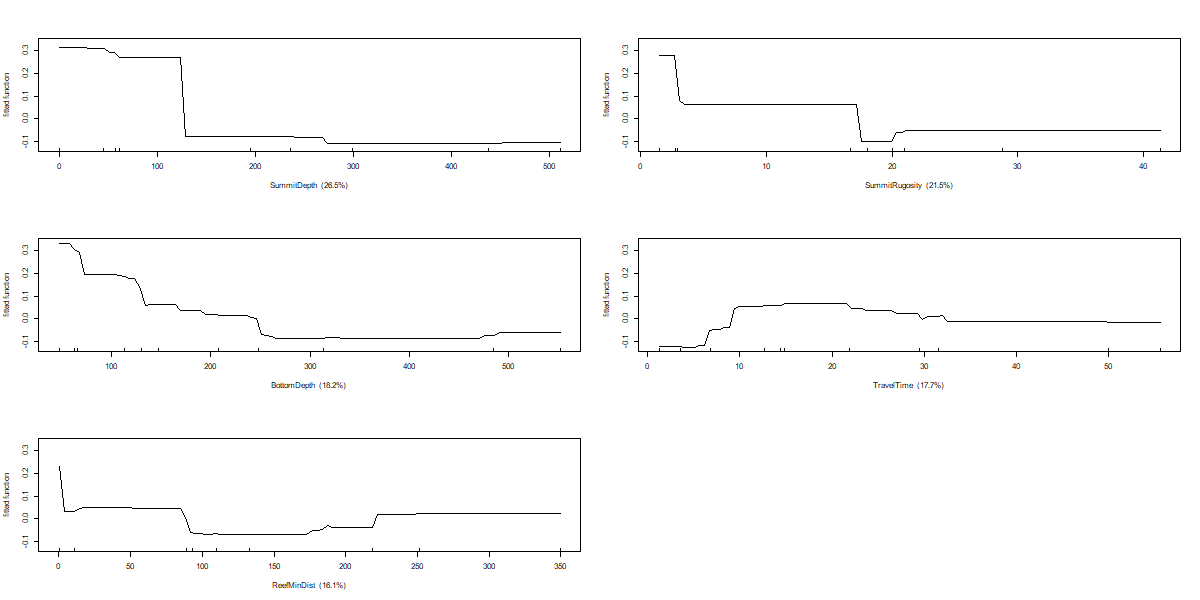 fitted function
-0.1 0.0 0.1 0.2 0.3
0 100 200 300 400 500
SummitDepth (26.5%)
fitted function
-0.1 0.0 0.1 0.2 0.3
0 10 20 30 40
SummitRugosity (21.5%)
fitted function
-0.1 0.0 0.1 0.2 0.3
100 200 300 400 500
BottomDepth (18.2%)
fitted function
-0.1 0.0 0.1 0.2 0.3
0 10 20 30 40 50
TravelTime (17.7%)
fitted function
-0.1 0.0 0.1 0.2 0.3
0 50 100 150 200 250 300 350
ReefMinDist (16.1%)